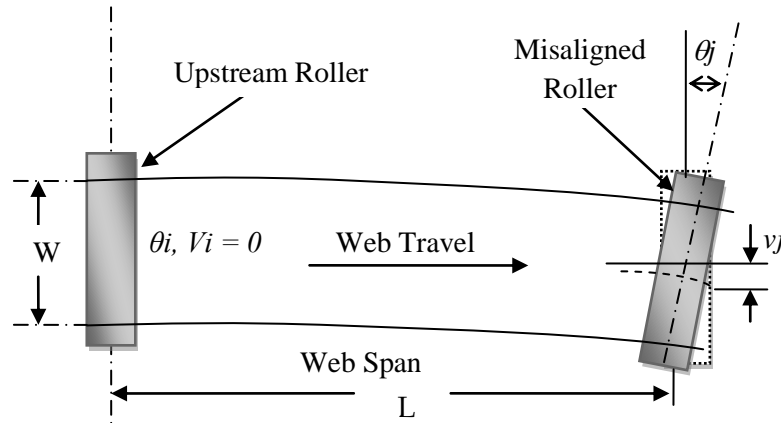 Misaligned
Roller
θj
Upstream Roller
W
θi, Vi = 0
Web Travel
vj
Web Span
L